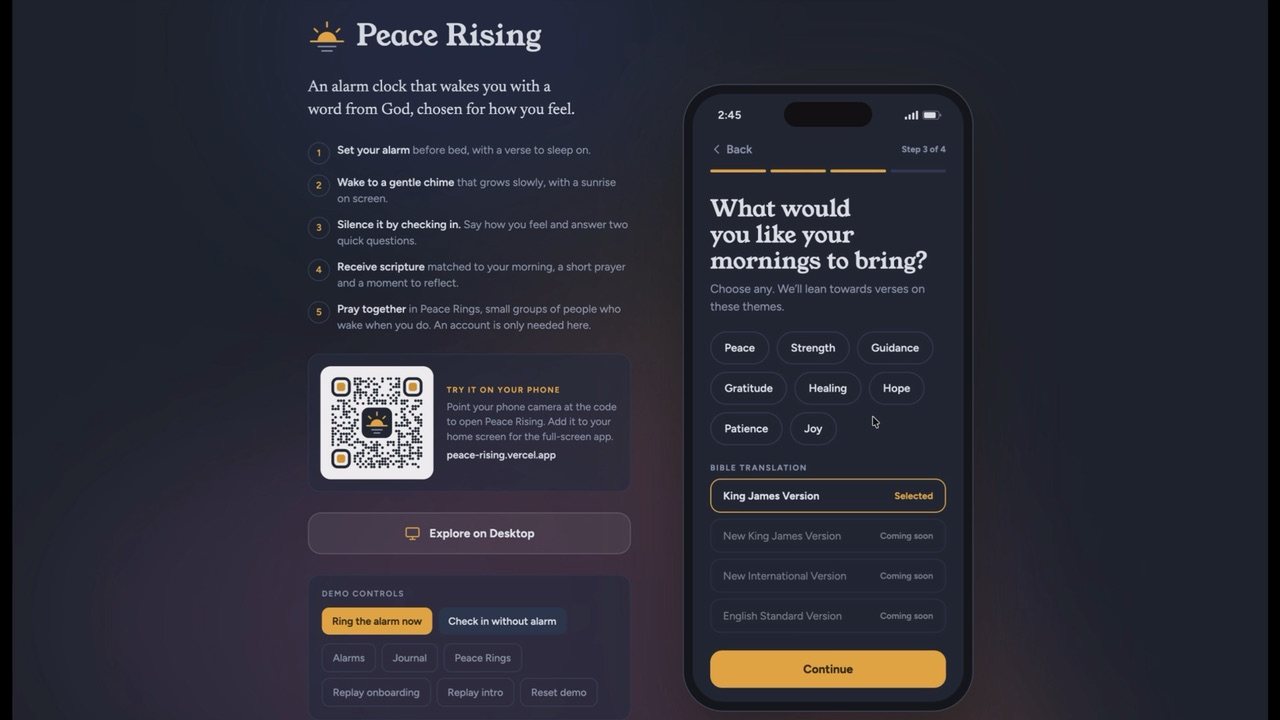 Peace Rising
An alarm clock that wakes you with a
word from God, chosen for how you feel.
1
Set your alarm before bed, with a verse to sleep on.
2
Wake to a gentle chime that grows slowly, with a sunrise
on screen.
3
Silence it by checking in. Say how you feel and answer two
quick questions.
4
Receive scripture matched to your morning, a short prayer
and a moment to reflect.
5
Pray together in Peace Rings, small groups of people who
wake when you do. An account is only needed here.
TRY IT ON YOUR PHONE
Point your phone camera at the code
to open Peace Rising. Add it to your
home screen for the full-screen app.
peace-rising.vercel.app
Explore on Desktop
DEMO CONTROLS
Ring the alarm now
Check in without alarm
Alarms
Journal
Peace Rings
Replay onboarding
Replay intro
Reset demo
2:45
Back
Step 3 of 4
What would
you like your
mornings to bring?
Choose any. We'll lean towards verses on
these themes.
Peace
Strength
Guidance
Gratitude
Healing
Hope
Patience
Joy
BIBLE TRANSLATION
King James Version
Selected
New King James Version
Coming soon
New International Version
Coming soon
English Standard Version
Coming soon
Continue